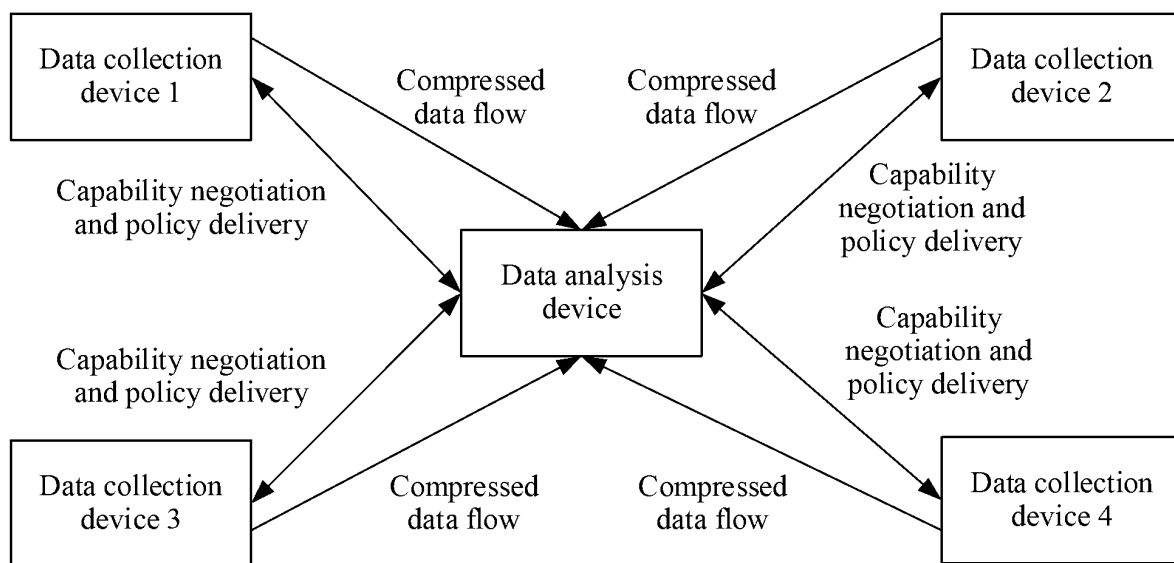 Data collection
device 1
Compressed
data flow
Compressed
data flow
Data collection
device 2
Capability negotiation
and policy delivery
Capability
negotiation and
policy delivery
Data analysis
device
Capability negotiation
and policy delivery
Capability
negotiation and
policy delivery
Data collection
device 3
Compressed
data flow
Compressed
data flow
Data collection
device 4